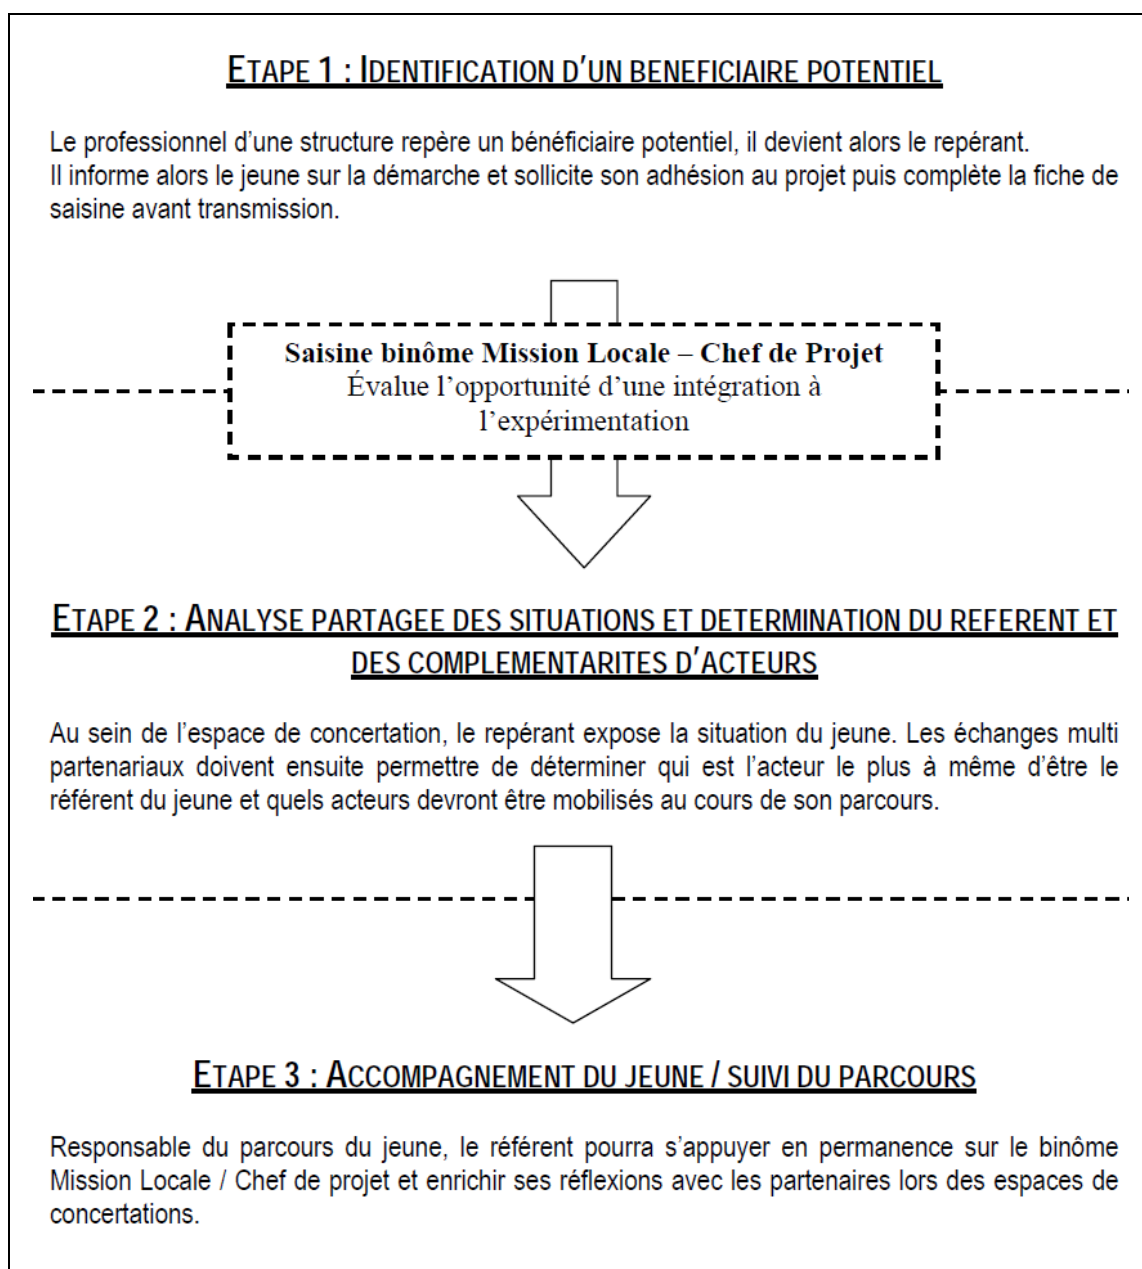 ETAPE 1 : IDENTIFICATION D'UN BENEFICIAIRE POTENTIEL
Le professionnel d'une structure repère un bénéficiaire potentiel, il devient alors le repérant.
Il informe alors le jeune sur la démarche et sollicite son adhésion au projet puis complète la fiche de
saisine avant transmission.
Saisine binôme Mission Locale – Chef de Projet
Évalue l'opportunité d'une intégration à
l'expérimentation
ETAPE 2 : ANALYSE PARTAGEE DES SITUATIONS ET DETERMINATION DU REFERENT ET
DES COMPLEMENTARITES D'ACTEURS
Au sein de l'espace de concertation, le repérant expose la situation du jeune. Les échanges multi
partenariaux doivent ensuite permettre de déterminer qui est l'acteur le plus à même d'être le
référent du jeune et quels acteurs devront être mobilisés au cours de son parcours.
ETAPE 3 : ACCOMPAGNEMENT DU JEUNE / SUIVI DU PARCOURS
Responsable du parcours du jeune, le référent pourra s'appuyer en permanence sur le binôme
Mission Locale / Chef de projet et enrichir ses réflexions avec les partenaires lors des espaces de
concertations.